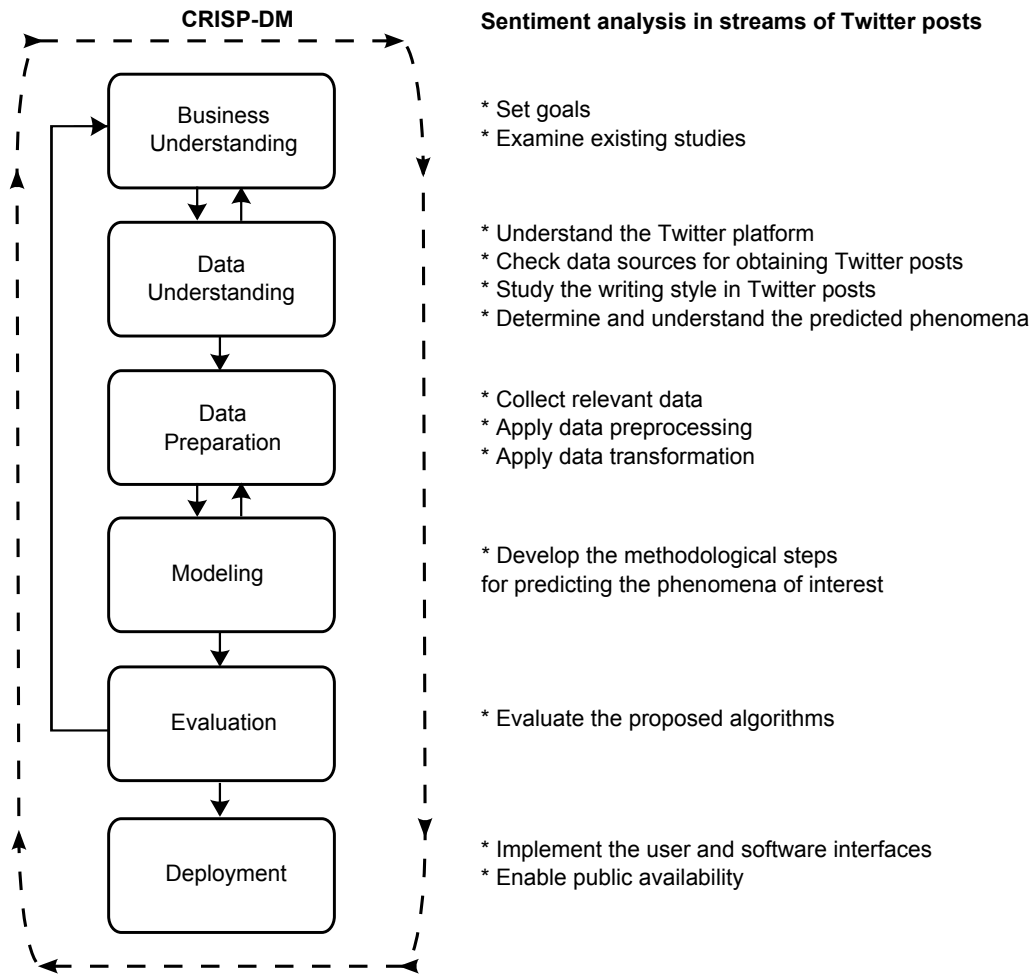 CRISP-DM
Sentiment analysis in streams of Twitter posts
Business
Understanding
* Set goals
* Examine existing studies
Data
Understanding
* Understand the Twitter platform
* Check data sources for obtaining Twitter posts
* Study the writing style in Twitter posts
* Determine and understand the predicted phenomena
Data
Preparation
* Collect relevant data
* Apply data preprocessing
* Apply data transformation
Modeling
* Develop the methodological steps
for predicting the phenomena of interest
Evaluation
* Evaluate the proposed algorithms
Deployment
* Implement the user and software interfaces
* Enable public availability